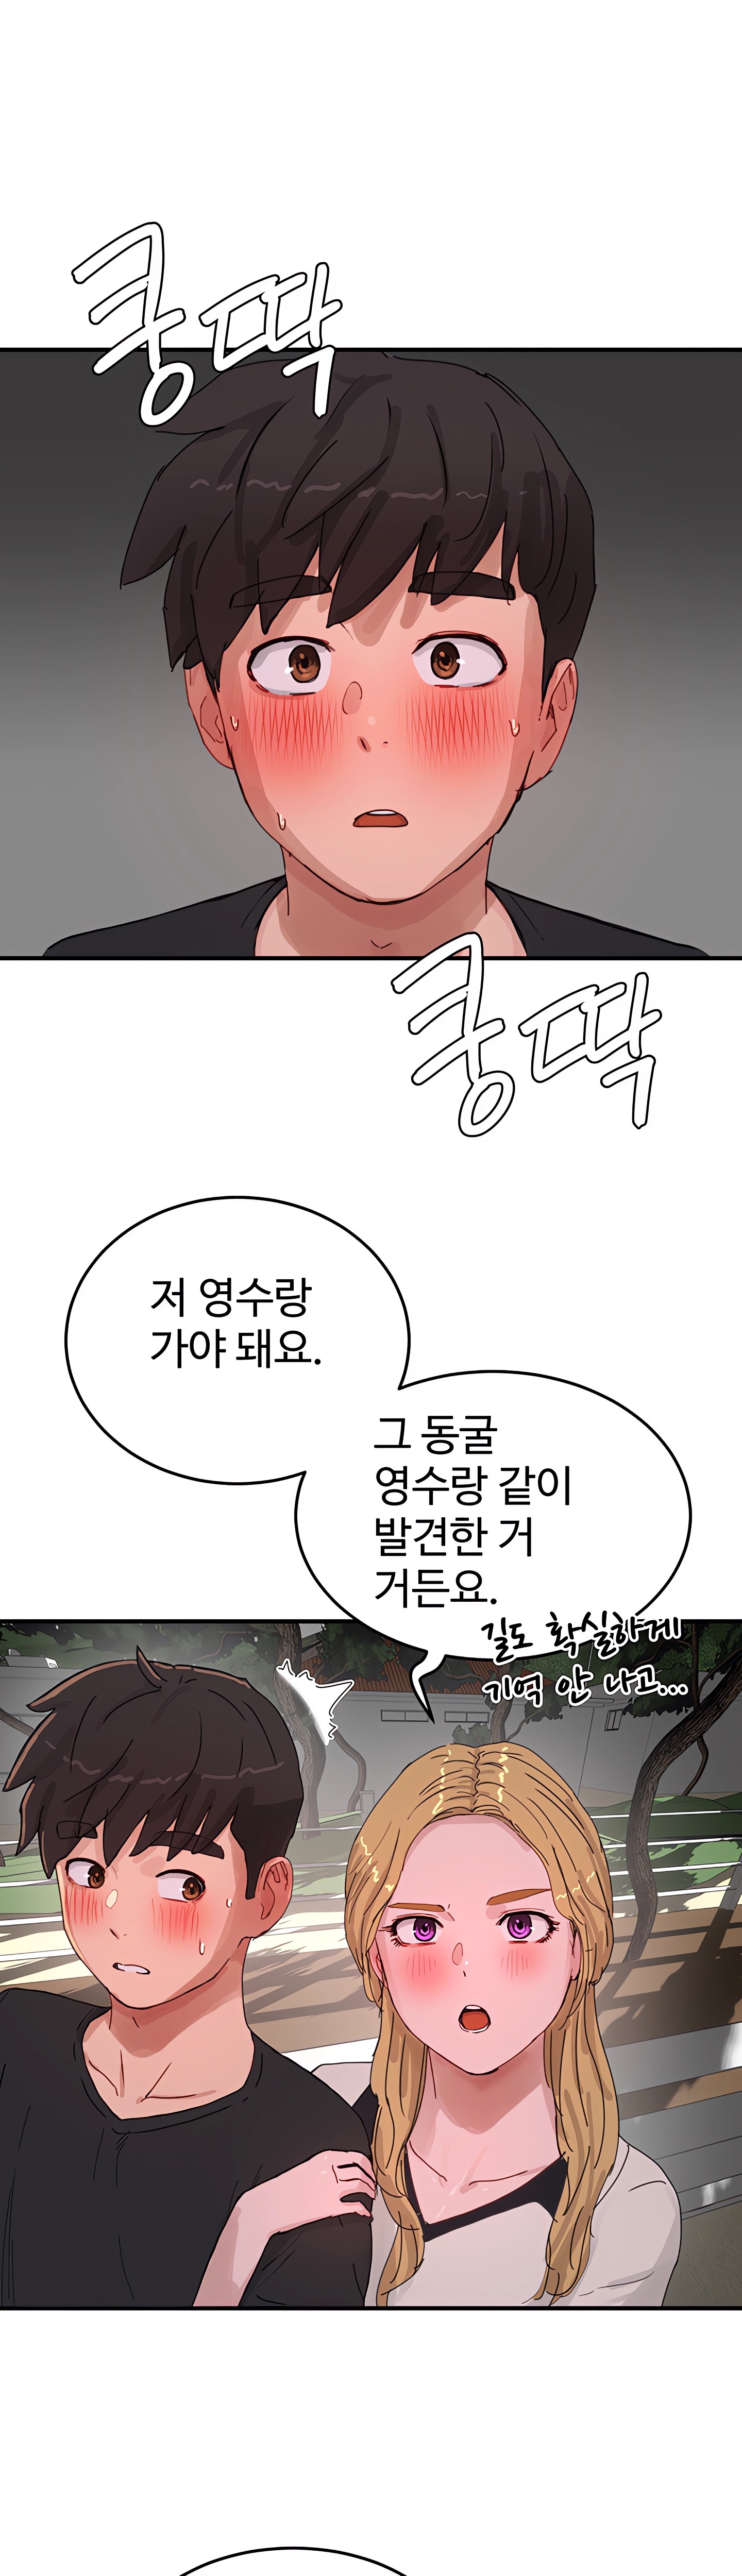 쿵딱
쿵딱
저 영수랑
가야 돼요.
그 동굴
영수랑 같이
발견한 거
거든요.
길도 확실하게
기억 안 나고...